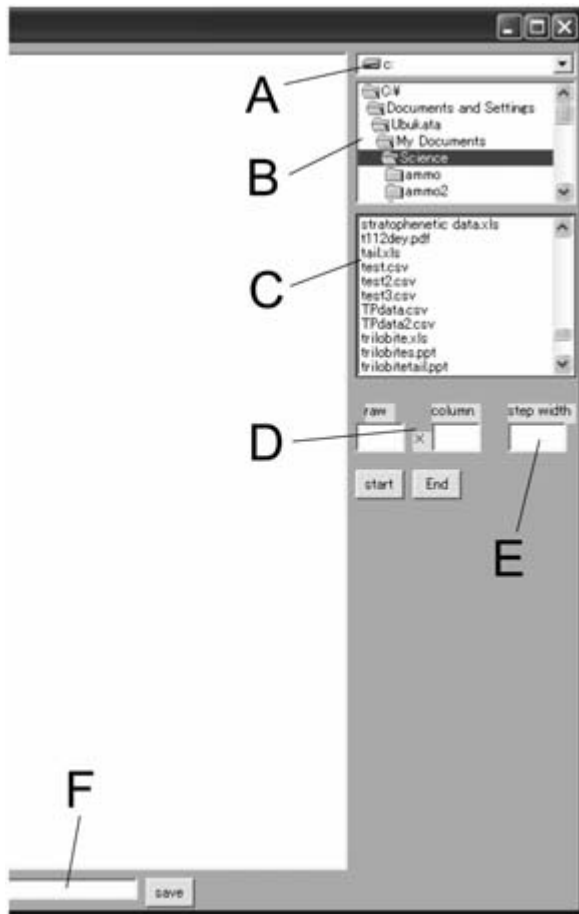 A
c:
B
C:¥
Documents and Settings
Ubukata
My Documents
Science
ammo
ammo2
C
stratophenetic data.xls
t112dey.pdf
tail.xls
test.csv
test2.csv
test3.csv
TPdata.csv
TPdata2.csv
trilobite.xls
trilobites.ppt
trilobitetail.ppt
raw column step width
D ×
start End
E
F
save